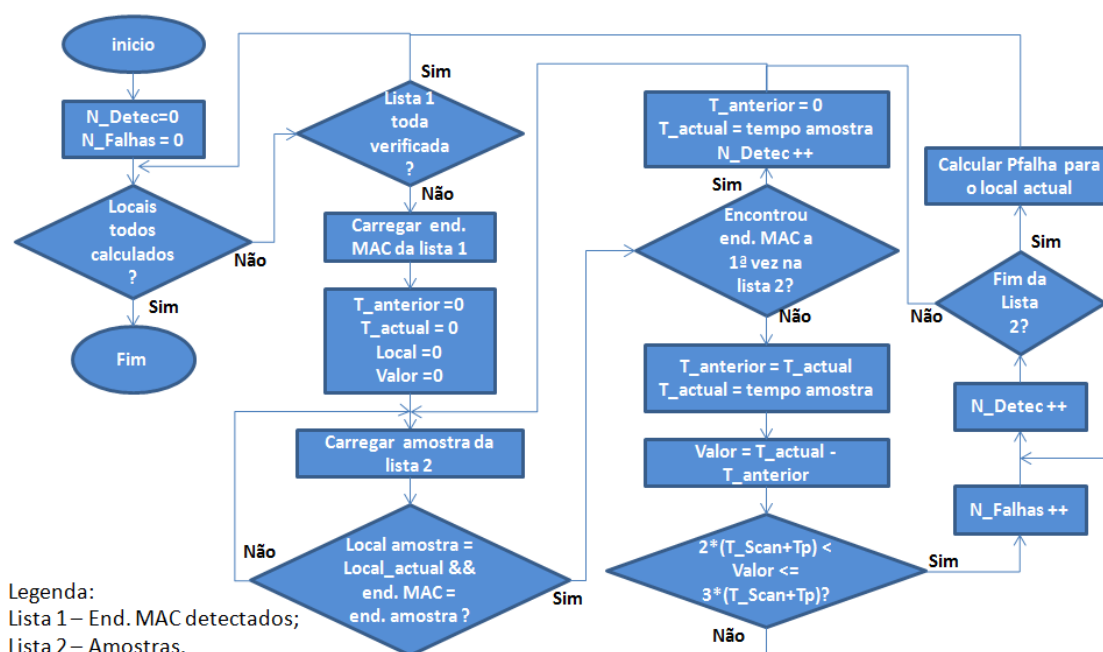 inicio
N_Detec=0
N_Falhas = 0
Locais
todos
calculados
?
Não
Sim
Fim
Sim
Lista 1
toda
verificada
?
Não
Carregar end.
MAC da lista 1
T_anterior =0
T_actual = 0
Local =0
Valor =0
Carregar amostra da
lista 2
Não
Local amostra =
Local_actual &&
end. MAC =
end. amostra ?
Sim
T_anterior = 0
T_actual = tempo amostra
N_Detec ++
Sim
Encontrou
end. MAC a
1ª vez na
lista 2?
Não
T_anterior = T_actual
T_actual = tempo amostra
Valor = T_actual -
T_anterior
2*(T_Scan+Tp) <
Valor <=
3*(T_Scan+Tp)?
Sim
Não
Calcular Pfalha para
o local actual
Sim
Fim da
Lista
2?
Não
N_Detec ++
N_Falhas ++
Legenda:
Lista 1 – End. MAC detectados;
Lista 2 – Amostras.